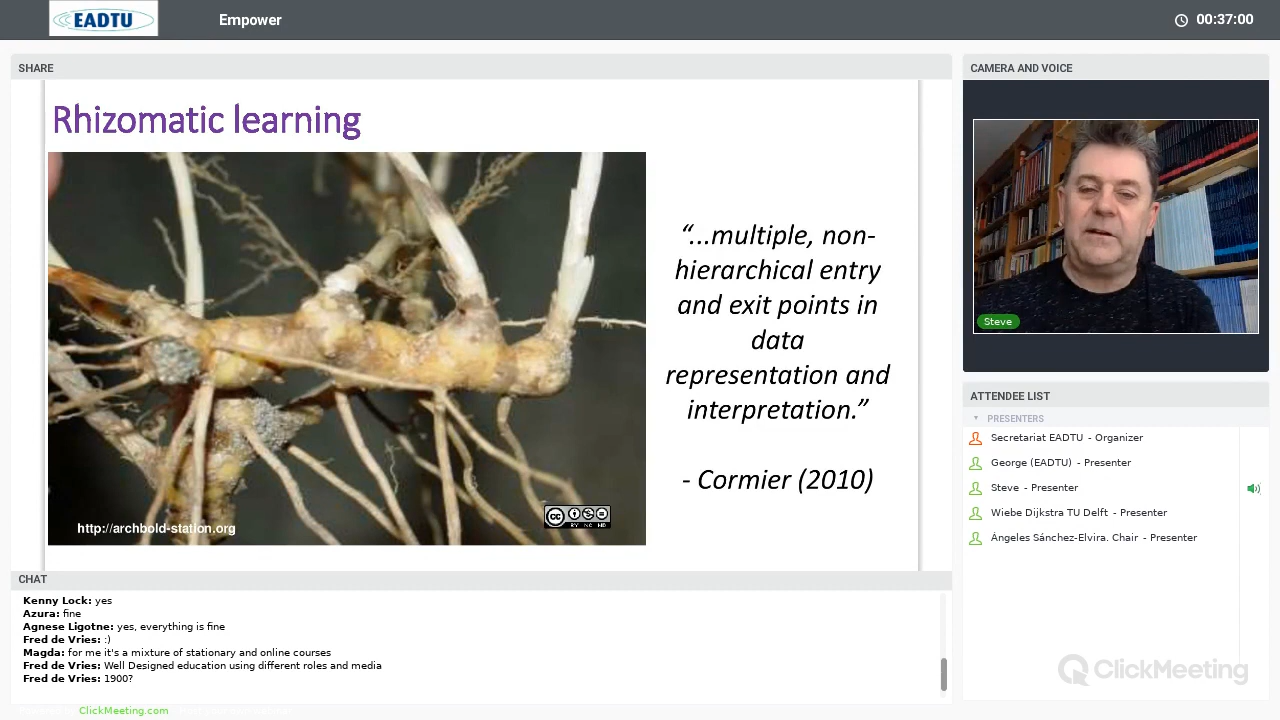 EADTU
Empower
00:37:00
SHARE
CAMERA AND VOICE
Rhizomatic learning
“...multiple, non-
hierarchical entry
and exit points in
data
representation and
interpretation.”
- Cormier (2010)
http://archbold-station.org
cc
BY NC ND
Steve
ATTENDEE LIST
PRESENTERS
Secretariat EADTU - Organizer
George (EADTU) - Presenter
Steve - Presenter
Wiebe Dijkstra TU Delft - Presenter
Ángeles Sánchez-Elvira. Chair - Presenter
CHAT
Kenny Lock: yes
Azura: fine
Agnese Ligotne: yes, everything is fine
Fred de Vries: :)
Magda: for me it's a mixture of stationary and online courses
Fred de Vries: Well Designed education using different roles and media
Fred de Vries: 1900?
ClickMeeting
ClickMeeting.com